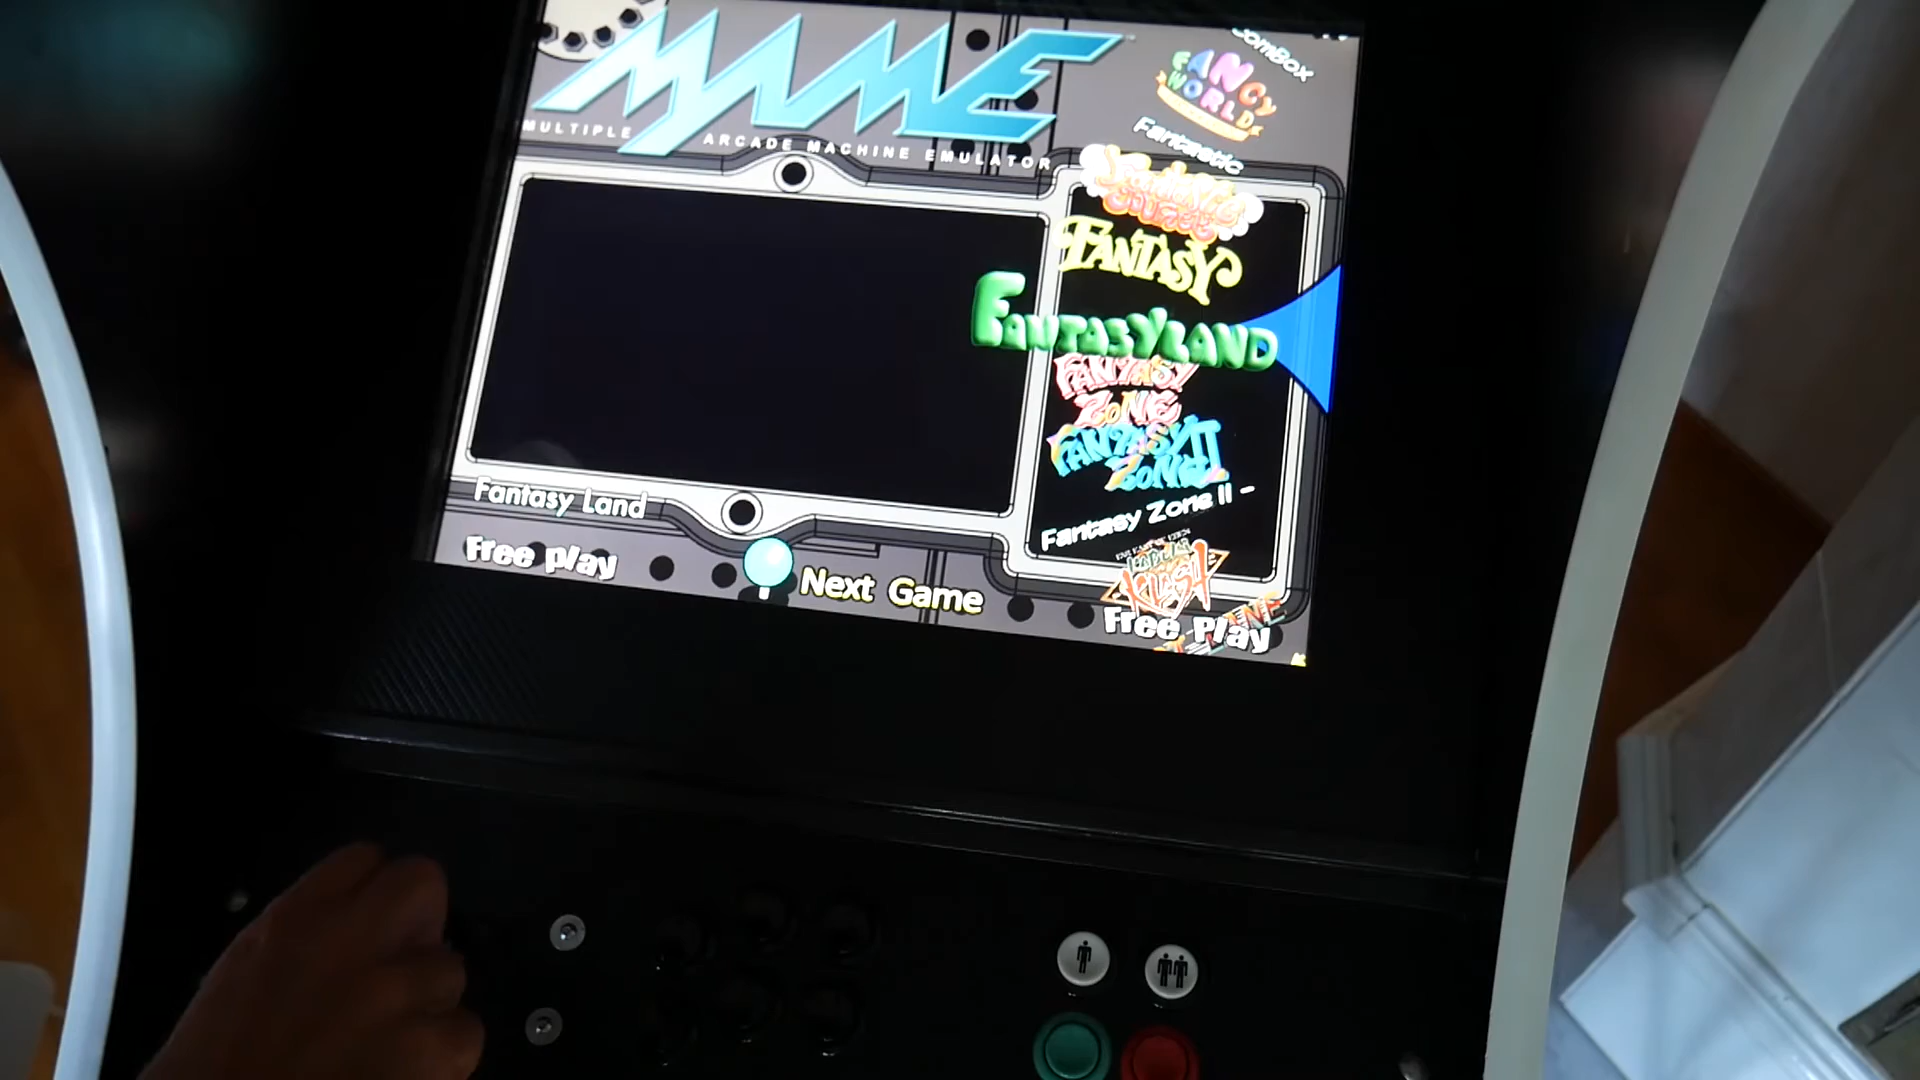 MAME
MULTIPLE ARCADE MACHINE EMULATOR
ComBox
FANCY
WORLD
Fantastic
FANTASY
FANTASYLAND
FANTASY
ZONE
FANTASY II
ZONE
Fantasy Zone II -
Fantasy Land
Free play
Next Game
Free Play